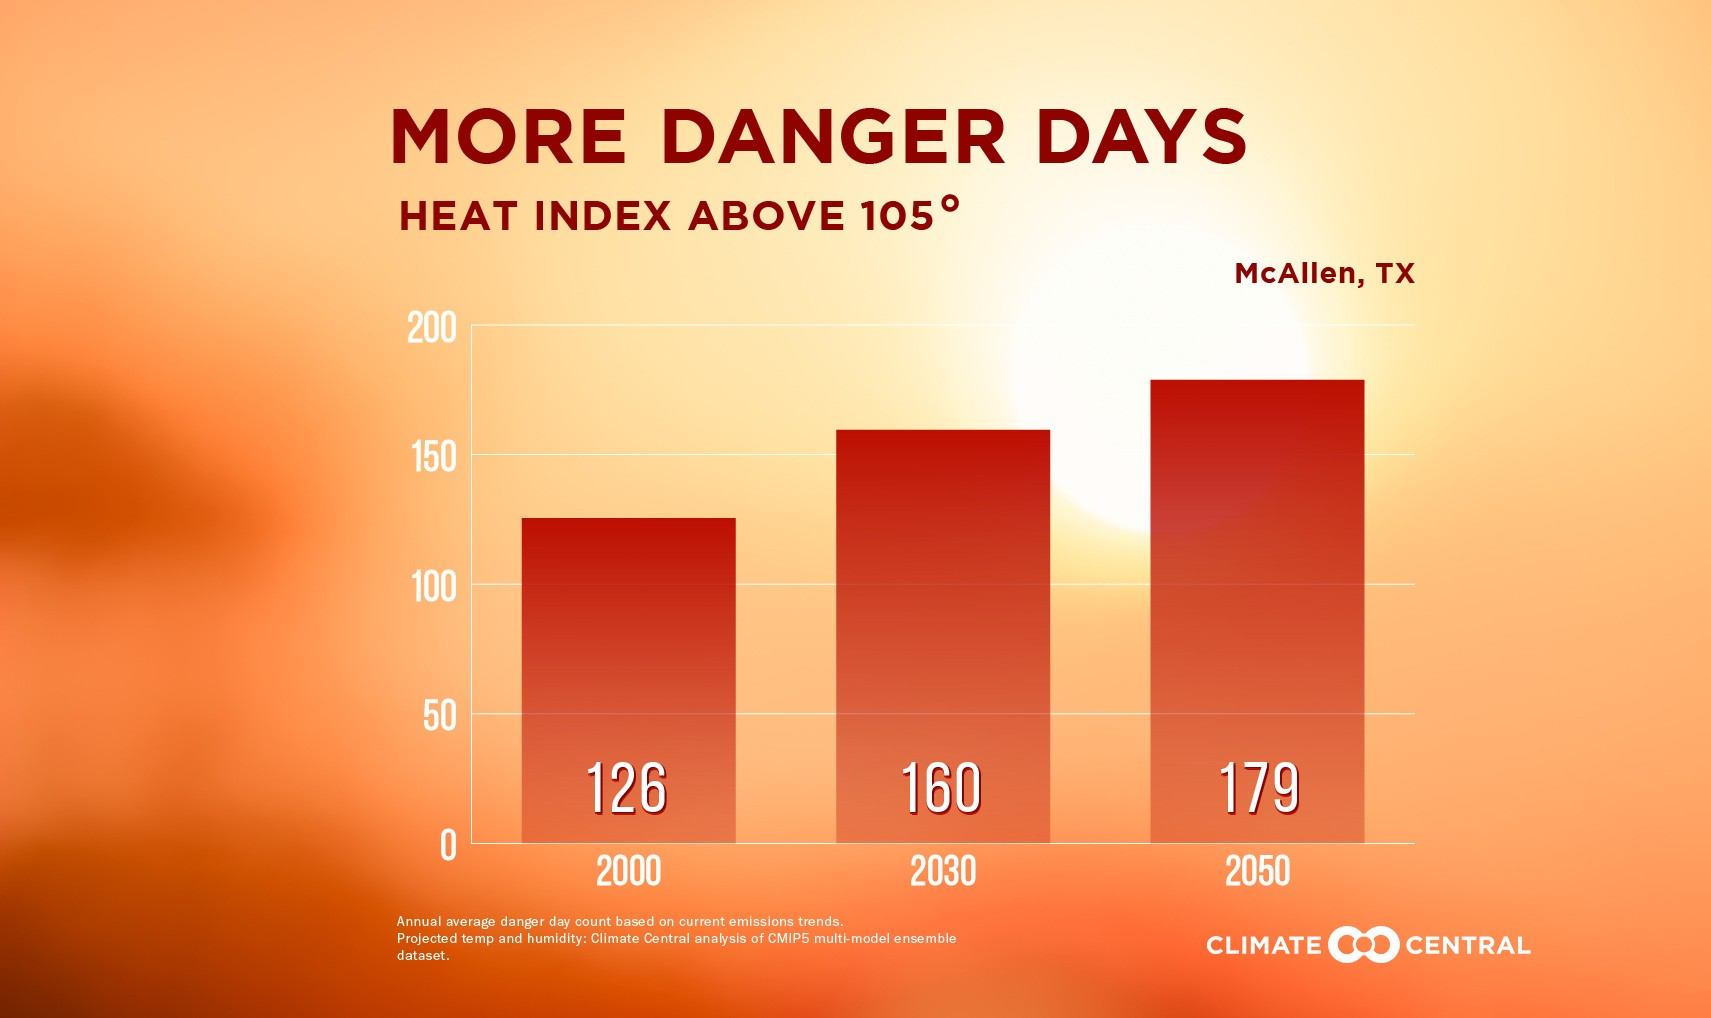 MORE DANGER DAYS
HEAT INDEX ABOVE 105°
McAllen, TX
200
150
100
50
0
126
160
179
2000
2030
2050
Annual average danger day count based on current emissions trends.
Projected temp and humidity: Climate Central analysis of CMIP5 multi-model ensemble
dataset.
CLIMATE CENTRAL